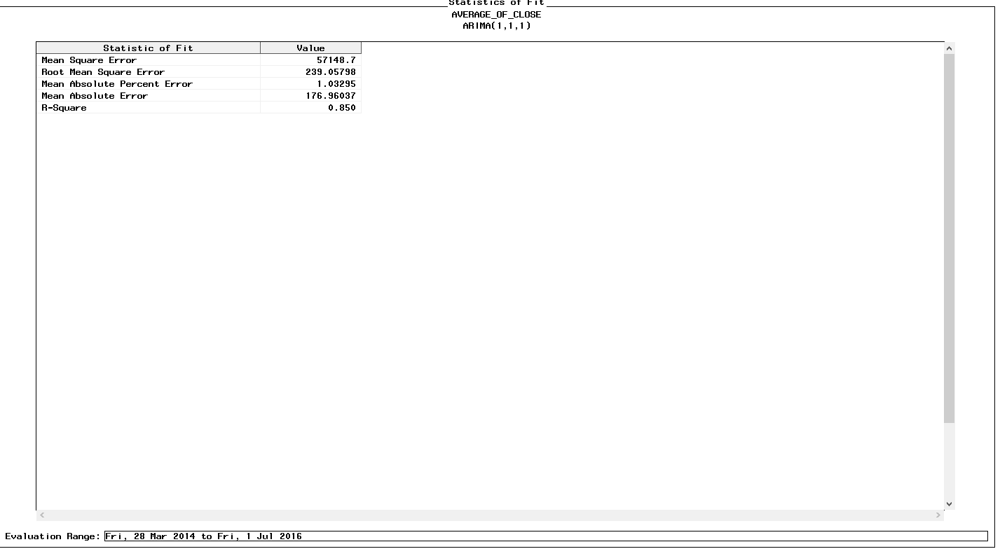 Statistics of Fit
AVERAGE_OF_CLOSE
ARIMA(1,1,1)
Statistic of Fit Value
Mean Square Error 57148.7
Root Mean Square Error 239.05798
Mean Absolute Percent Error 1.03295
Mean Absolute Error 176.96037
R-Square 0.850
Evaluation Range: Fri, 28 Mar 2014 to Fri, 1 Jul 2016